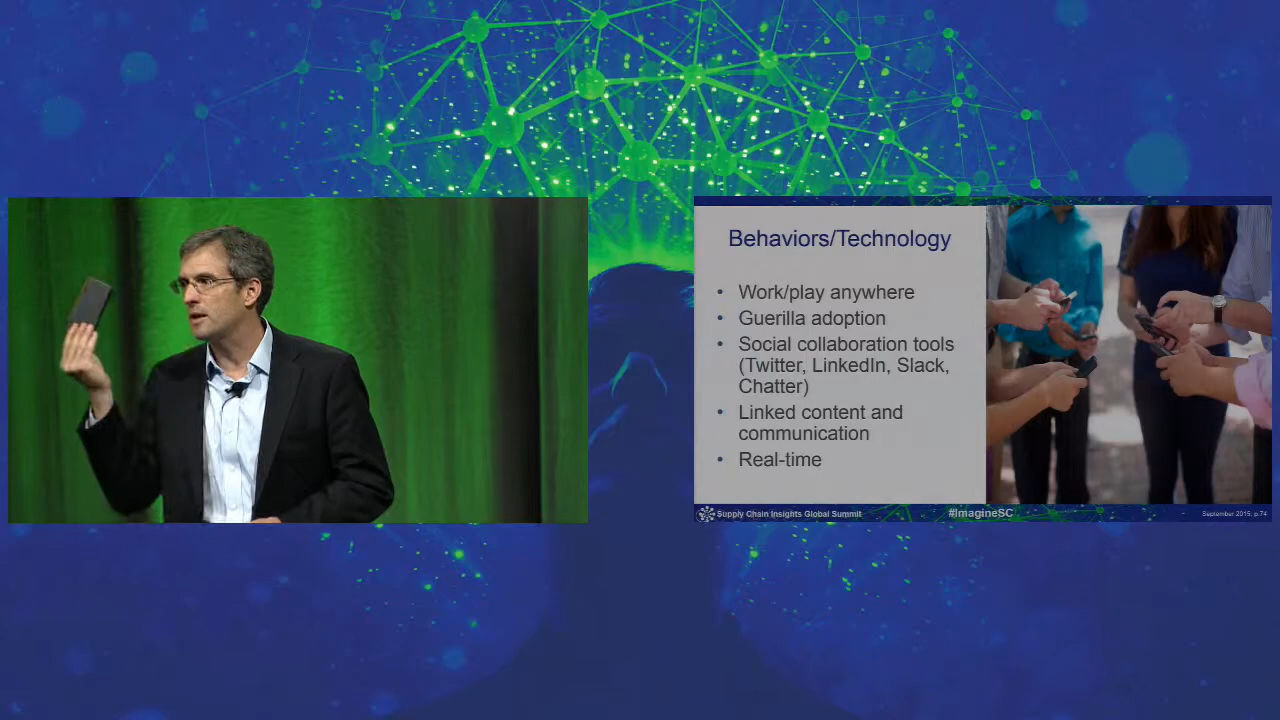 Behaviors/Technology
• Work/play anywhere
• Guerilla adoption
• Social collaboration tools
(Twitter, LinkedIn, Slack,
Chatter)
• Linked content and
communication
• Real-time
Supply Chain Insights Global Summit
#ImagineSC
September 2015, p.74